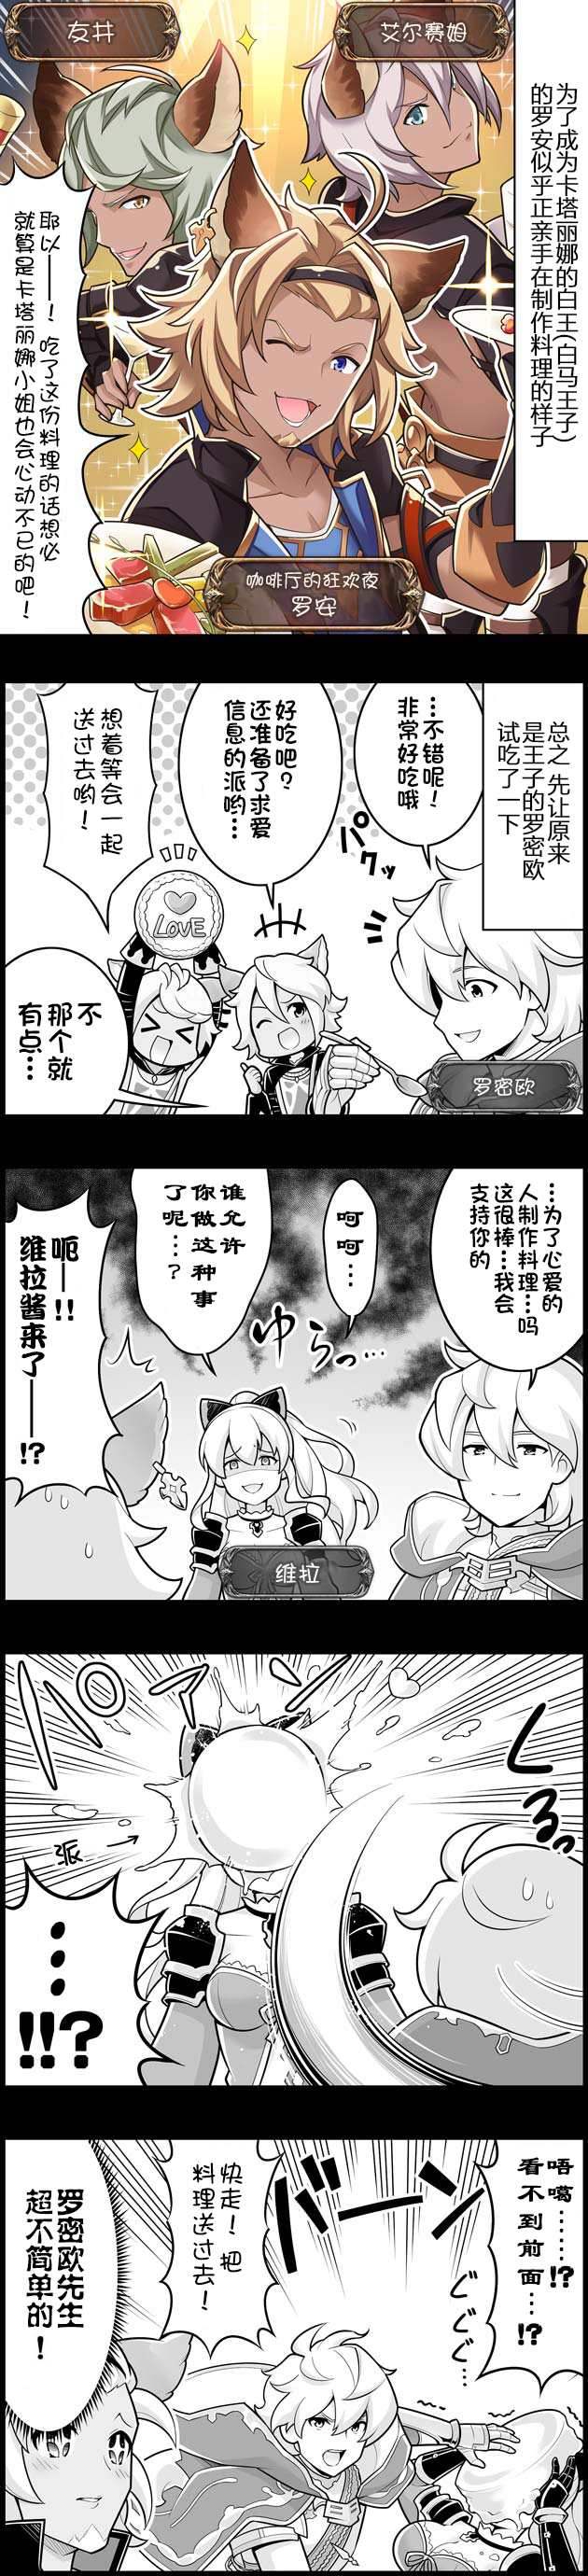 为了成为卡塔丽娜的白王(白马王子)
的罗安似乎正亲手在制作料理的样子
艾尔赛姆
友井
耶以——！吃了这份料理的话想必
就算是卡塔丽娜小姐也会心动不已的吧！
咖啡厅的狂欢夜
罗安
总之 先让原来
是王子的罗密欧
试吃了一下
…不错呢！
非常好吃哦
パクッ
好吃吧？
还准备了求爱
信息的派哟…
想着等会一起
送过去哟！
LOVE
不
那个就
有点…
罗密欧
…为了心爱的
人制作料理…吗
这很棒…我会
支持你的
呵呵…
ゆらっ…
谁允许
你做这种事
了呢…？
呃—!!
维拉酱来了——!?
维拉
くるっ
パァン
派→
…!!?
唔噶……!?
看不到前面…!?
ぐぐぐ…
バーン
快走！把
料理送过去！
罗密欧先生
超不简单的！